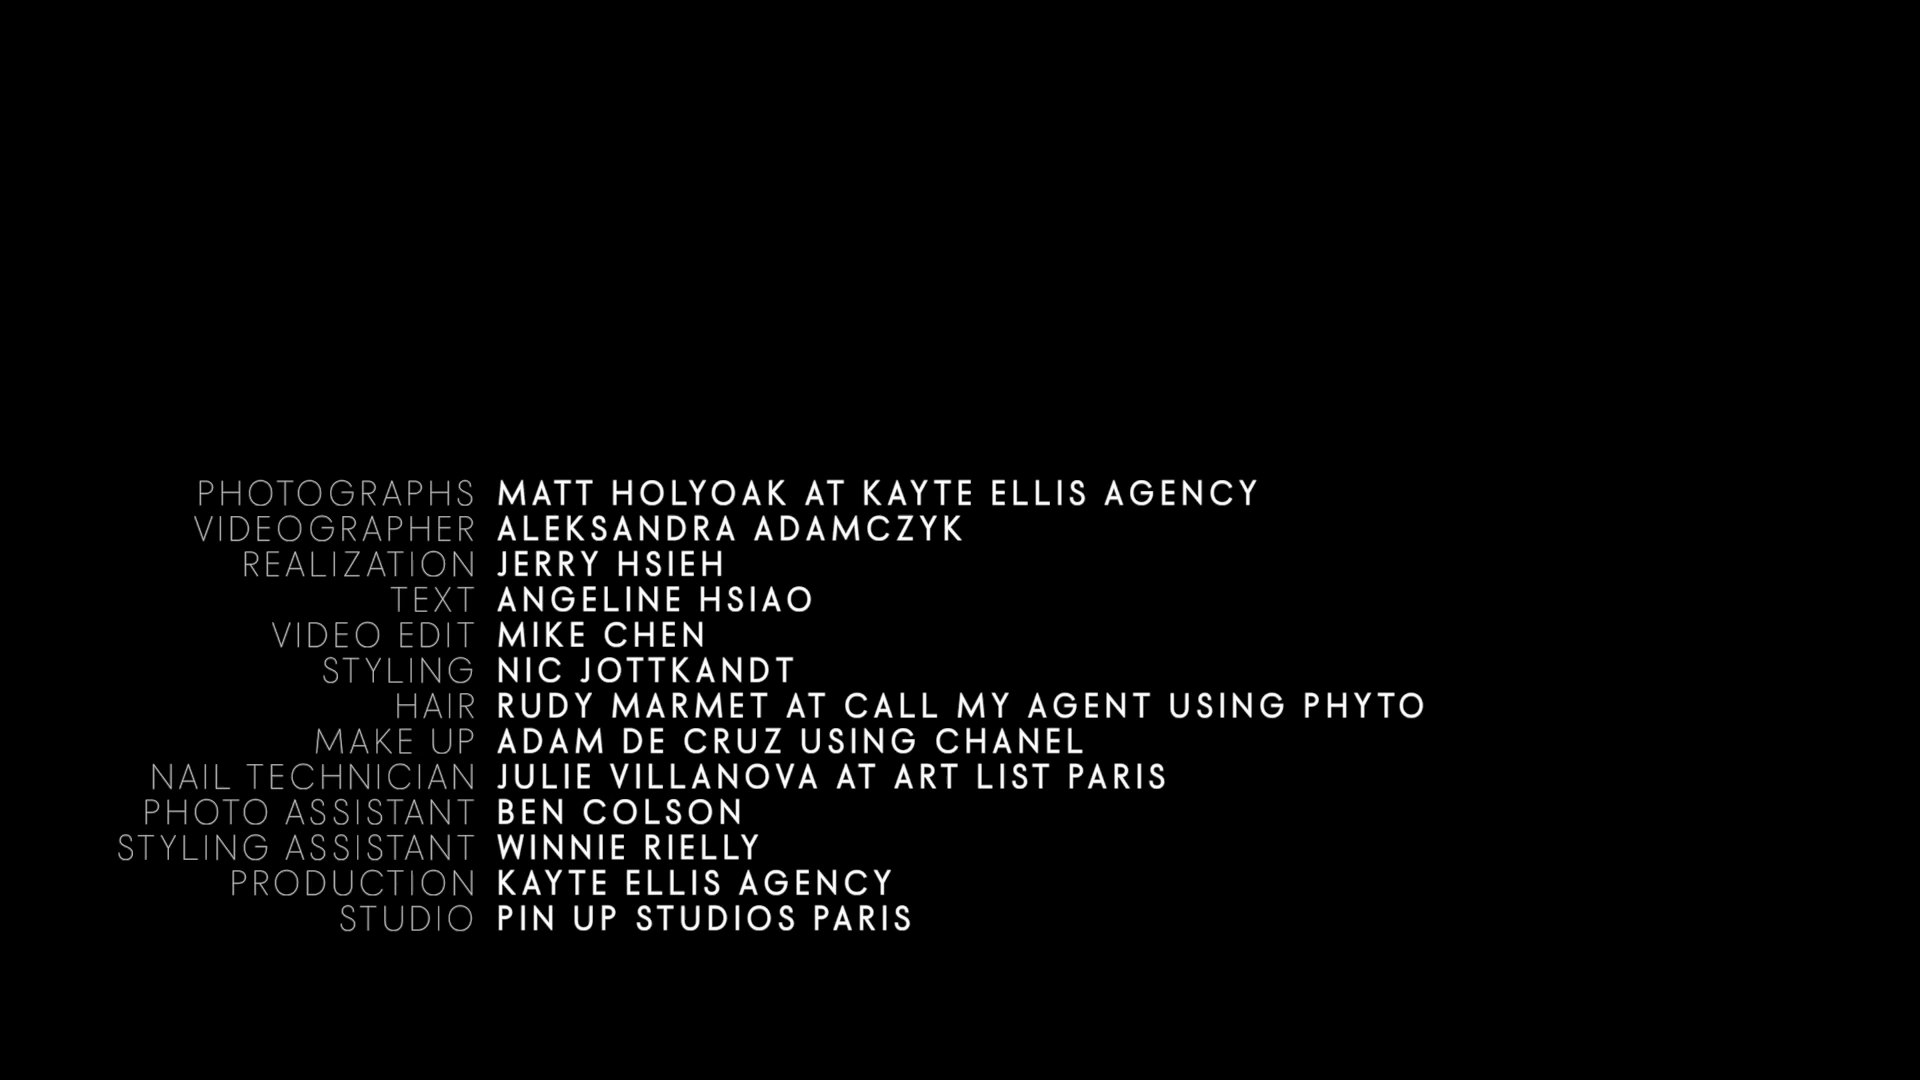 PHOTOGRAPHS MATT HOLYOAK AT KAYTE ELLIS AGENCY
VIDEOGRAPHER ALEKSANDRA ADAMCZYK
REALIZATION JERRY HSIEH
TEXT ANGELINE HSIAO
VIDEO EDIT MIKE CHEN
STYLING NIC JOTTKANDT
HAIR RUDY MARMET AT CALL MY AGENT USING PHYTO
MAKE UP ADAM DE CRUZ USING CHANEL
NAIL TECHNICIAN JULIE VILLANOVA AT ART LIST PARIS
PHOTO ASSISTANT BEN COLSON
STYLING ASSISTANT WINNIE RIELLY
PRODUCTION KAYTE ELLIS AGENCY
STUDIO PIN UP STUDIOS PARIS